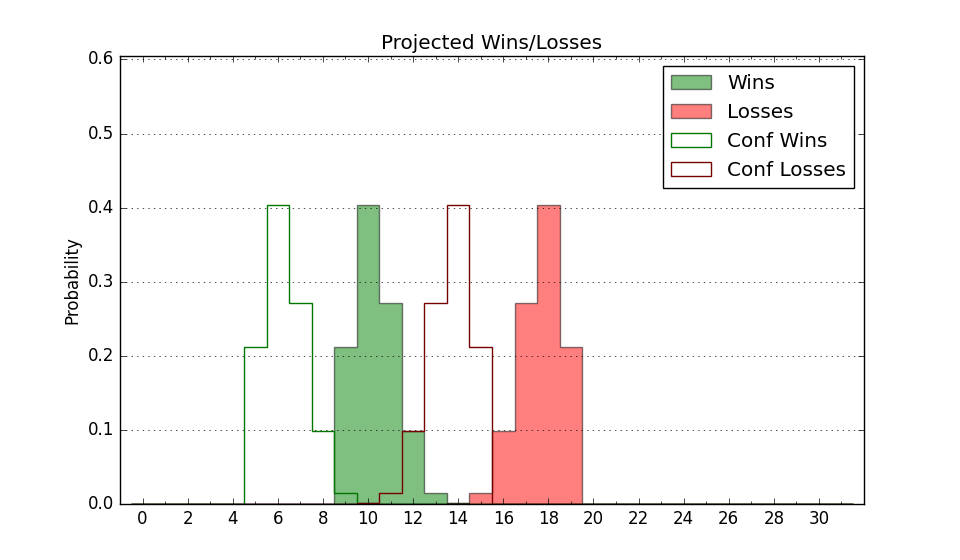 Projected Wins/Losses
Probability
0.6
0.5
0.4
0.3
0.2
0.1
0.0
0 2 4 6 8 10 12 14 16 18 20 22 24 26 28 30
Wins
Losses
Conf Wins
Conf Losses